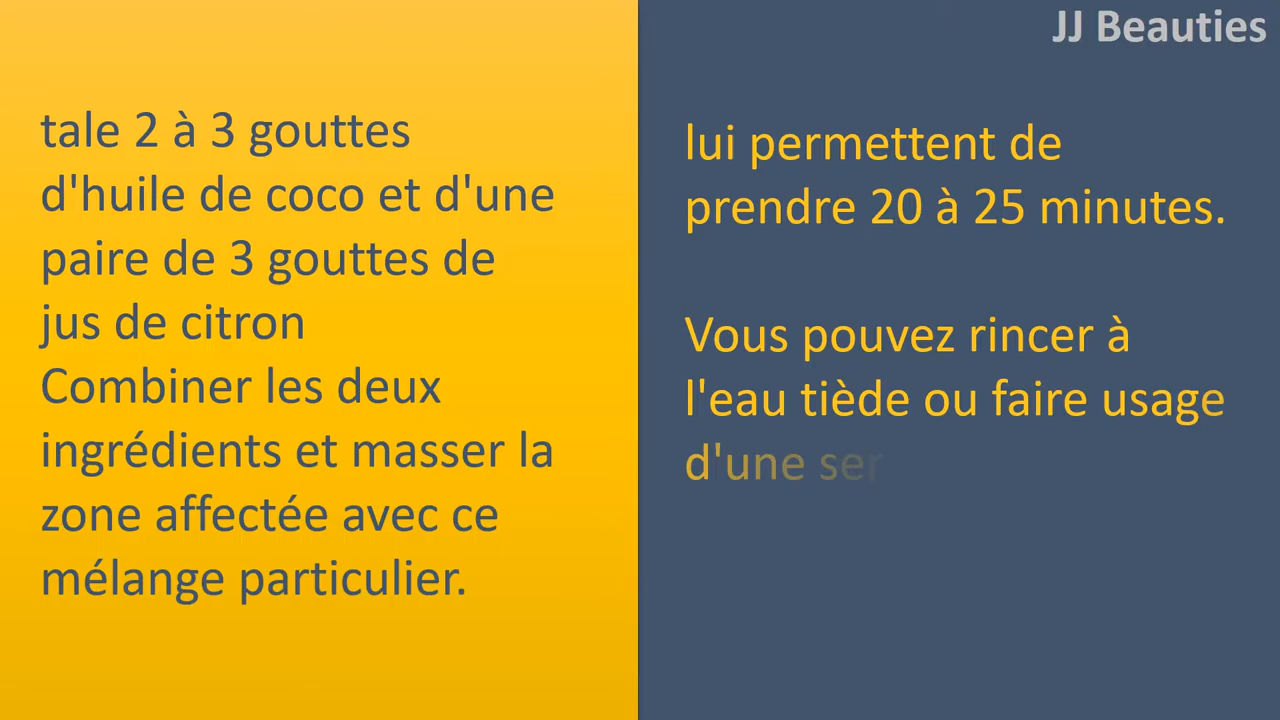 JJ Beauties
tale 2 à 3 gouttes
d'huile de coco et d'une
paire de 3 gouttes de
jus de citron
Combiner les deux
ingrédients et masser la
zone affectée avec ce
mélange particulier.
lui permettent de
prendre 20 à 25 minutes.
Vous pouvez rincer à
l'eau tiède ou faire usage
d'une ser